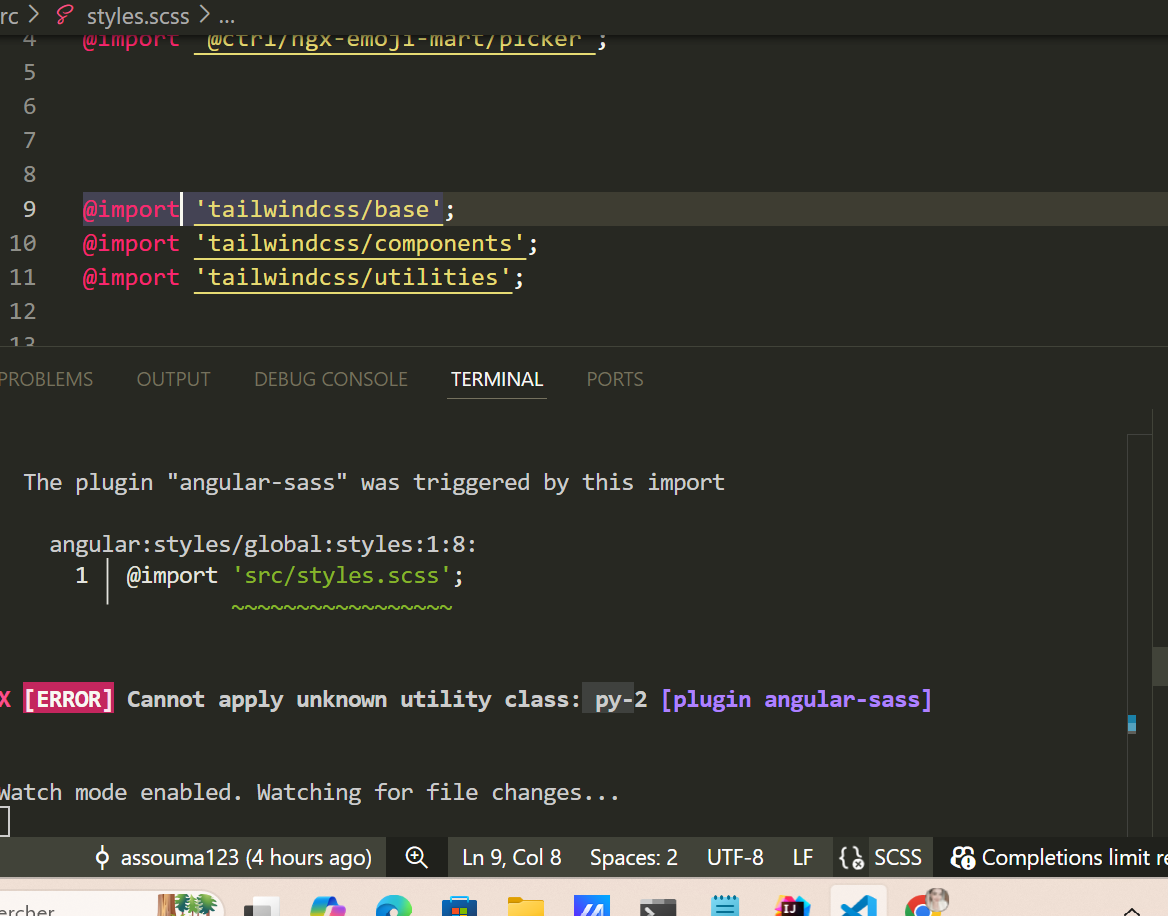 rc > styles.scss > ...
4 @import '@ctrl/ngx-emoji-mart/picker';
5
6
7
8
9 @import 'tailwindcss/base';
10 @import 'tailwindcss/components';
11 @import 'tailwindcss/utilities';
12
13
PROBLEMS OUTPUT DEBUG CONSOLE TERMINAL PORTS
The plugin "angular-sass" was triggered by this import
angular:styles/global:styles:1:8:
1 │ @import 'src/styles.scss';
~~~~~~~~~~~~~~~~~
X [ERROR] Cannot apply unknown utility class: py-2 [plugin angular-sass]
Watch mode enabled. Watching for file changes...
assouma123 (4 hours ago) Ln 9, Col 8 Spaces: 2 UTF-8 LF SCSS Completions limit re
ercher
IJ